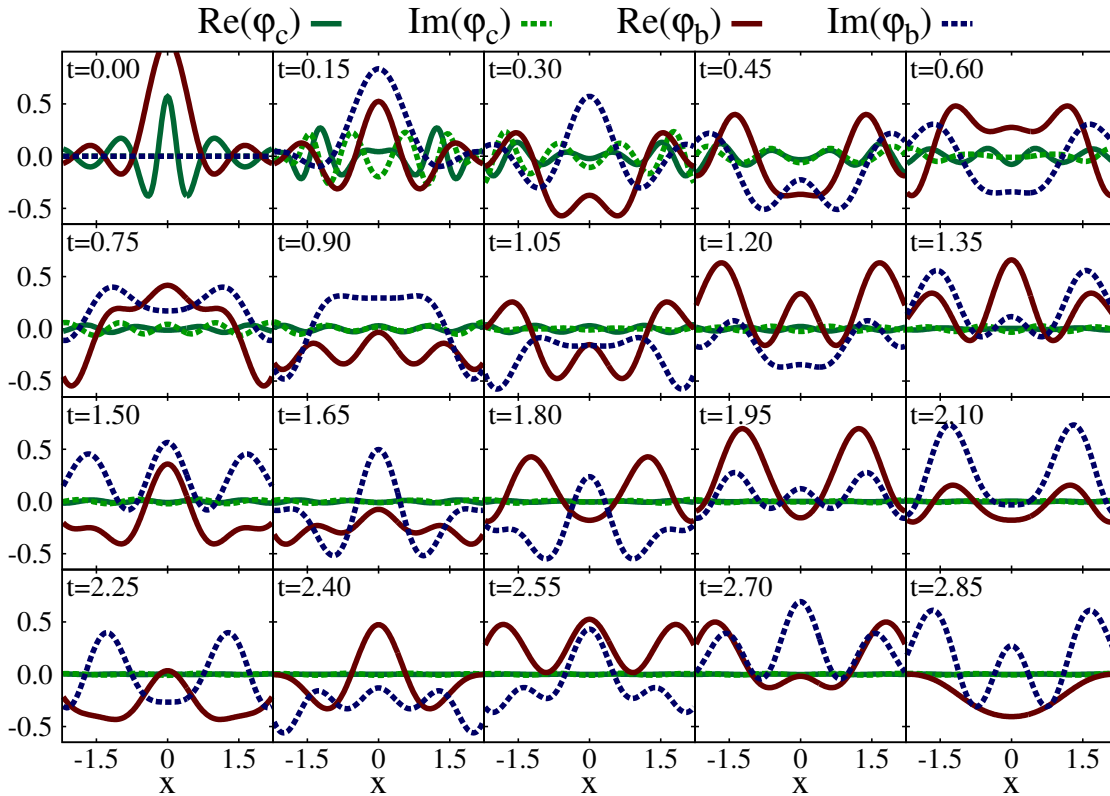 Re(φ_c) Im(φ_c) Re(φ_b) Im(φ_b)
t=0.00 t=0.15 t=0.30 t=0.45 t=0.60
0.5
0.0
-0.5
t=0.75 t=0.90 t=1.05 t=1.20 t=1.35
0.5
0.0
-0.5
t=1.50 t=1.65 t=1.80 t=1.95 t=2.10
0.5
0.0
-0.5
t=2.25 t=2.40 t=2.55 t=2.70 t=2.85
0.5
0.0
-0.5
-1.5 0 1.5 -1.5 0 1.5 -1.5 0 1.5 -1.5 0 1.5 -1.5 0 1.5
x x x x x